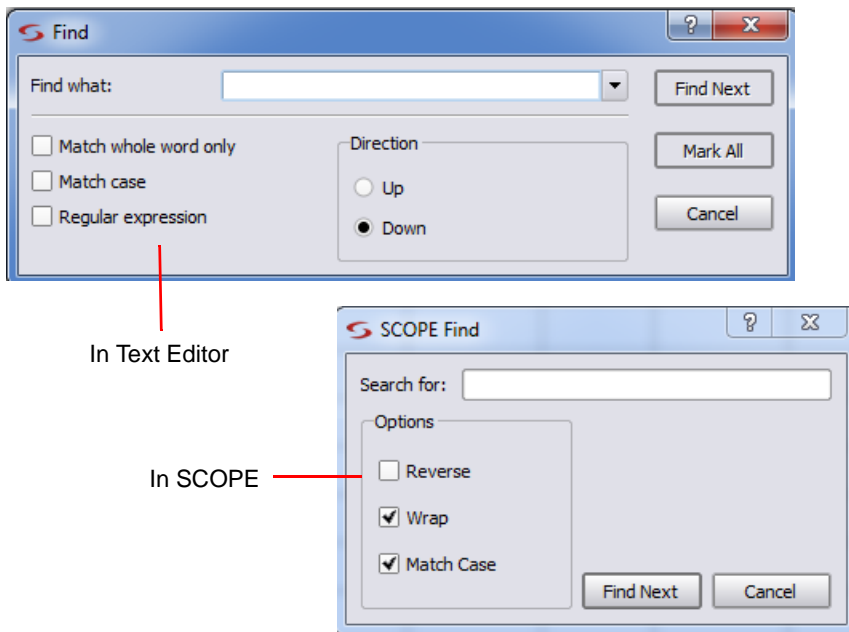 Find
Find what:
Find Next
Match whole word only
Direction
Mark All
Match case
Up
Regular expression
Cancel
Down
In Text Editor
SCOPE Find
Search for:
Options
In SCOPE
Reverse
Wrap
Match Case
Find Next
Cancel